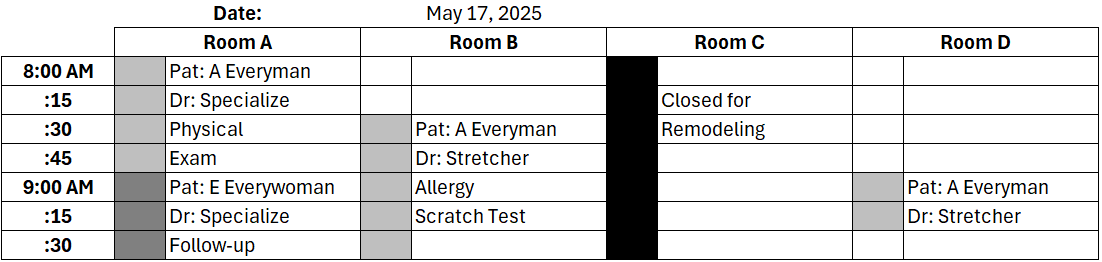 Date: May 17, 2025
Room A Room B Room C Room D
8:00 AM Pat: A Everyman
:15 Dr: Specialize Closed for
:30 Physical Pat: A Everyman Remodeling
:45 Exam Dr: Stretcher
9:00 AM Pat: E Everywoman Allergy Pat: A Everyman
:15 Dr: Specialize Scratch Test Dr: Stretcher
:30 Follow-up